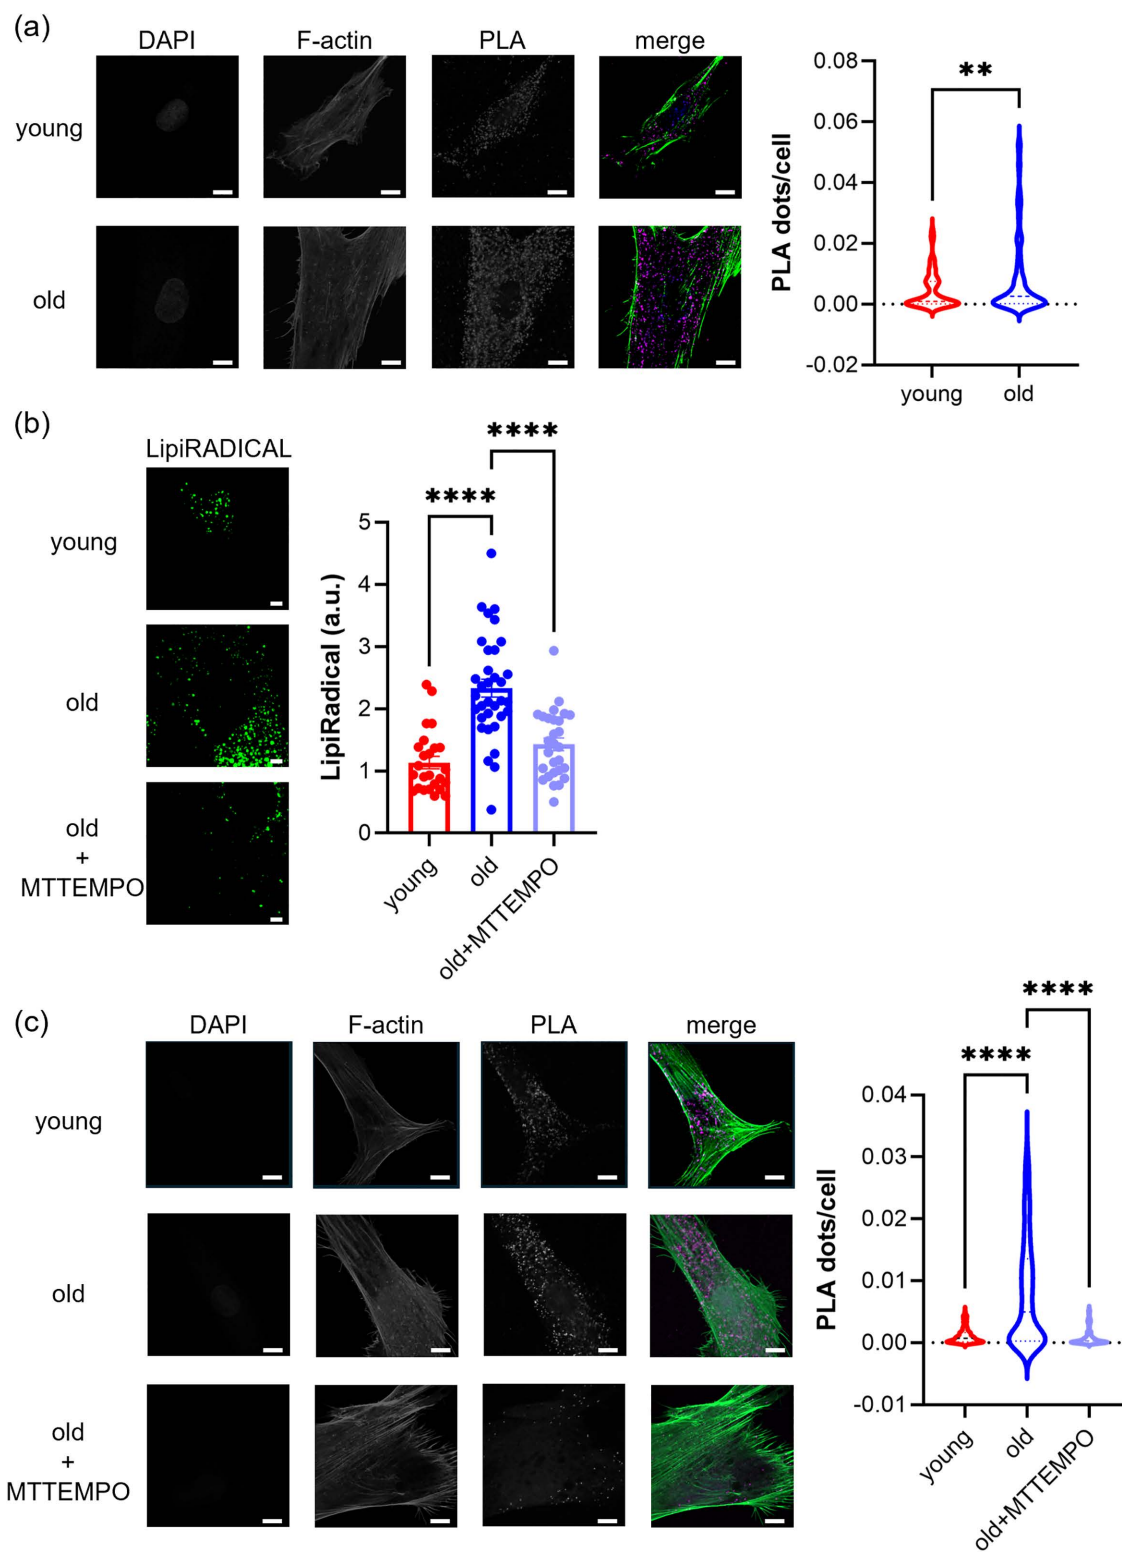 (a)
DAPI F-actin PLA merge
young
old
PLA dots/cell
0.08
0.06
0.04
0.02
0.00
-0.02
**
young old
(b)
LipiRADICAL
young
old
old
+
MTTEMPO
LipiRadical (a.u.)
5
4
3
2
1
0
****
****
young
old
old+MTTEMPO
(c)
DAPI F-actin PLA merge
young
old
old
+
MTTEMPO
PLA dots/cell
0.04
0.03
0.02
0.01
0.00
-0.01
****
****
young
old
old+MTTEMPO